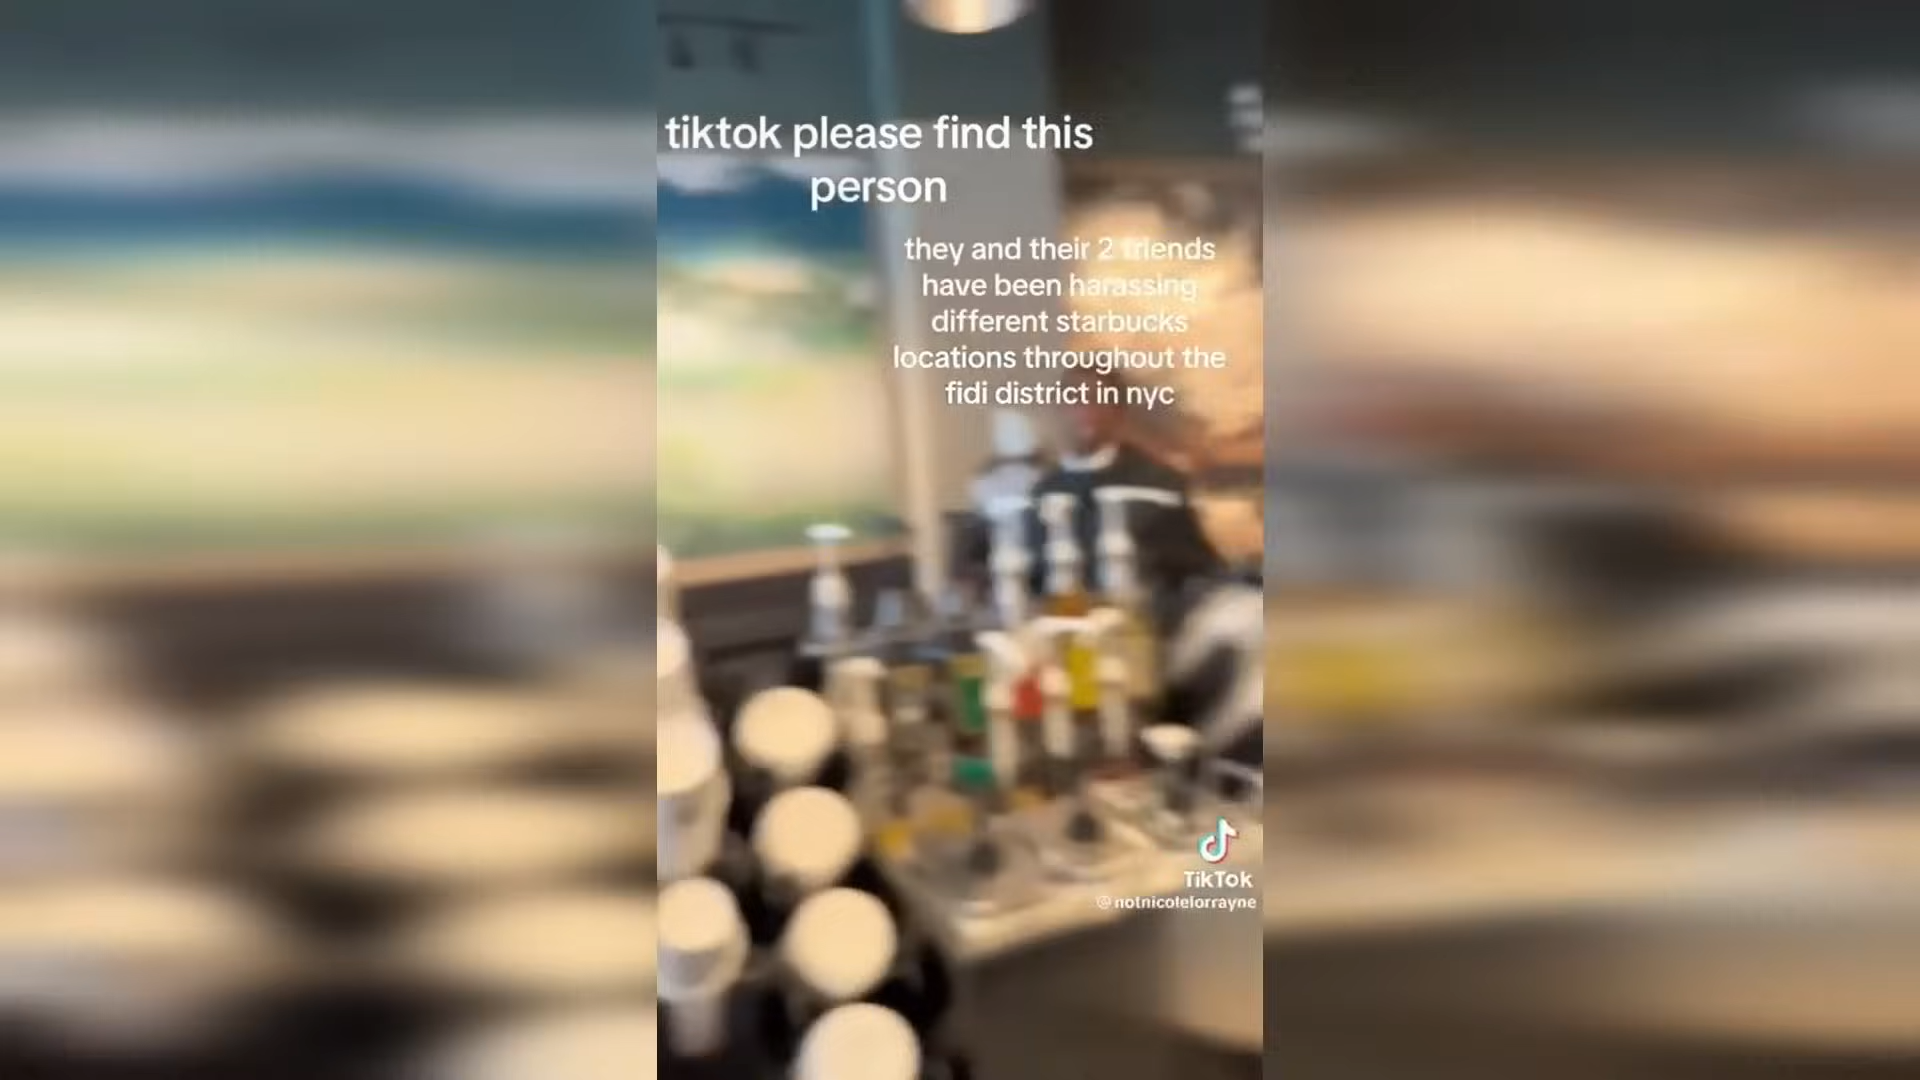 tiktok please find this
person
they and their 2 friends
have been harassing
different starbucks
locations throughout the
fidi district in nyc
TikTok
@notnicolelorrayne